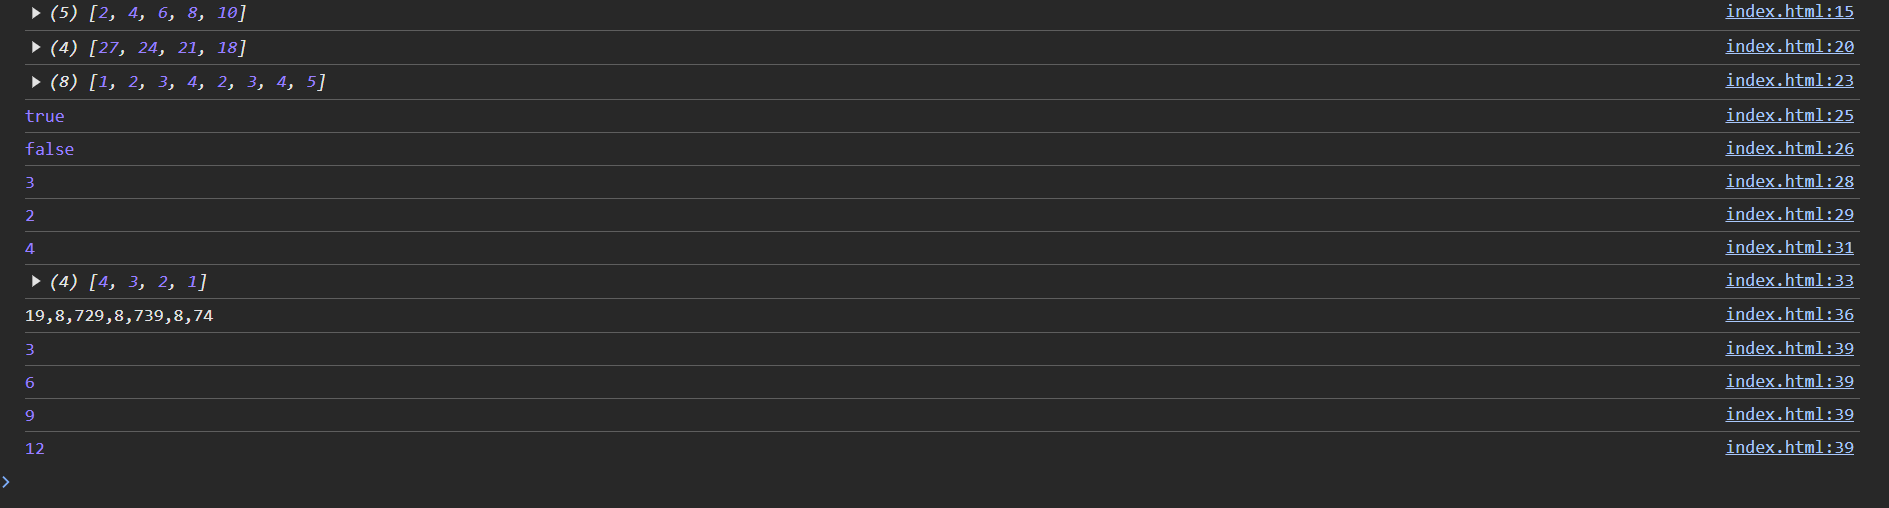 (5) [2, 4, 6, 8, 10] index.html:15
(4) [27, 24, 21, 18] index.html:20
(8) [1, 2, 3, 4, 2, 3, 4, 5] index.html:23
true index.html:25
false index.html:26
3 index.html:28
2 index.html:29
4 index.html:31
(4) [4, 3, 2, 1] index.html:33
19,8,729,8,739,8,74 index.html:36
3 index.html:39
6 index.html:39
9 index.html:39
12 index.html:39